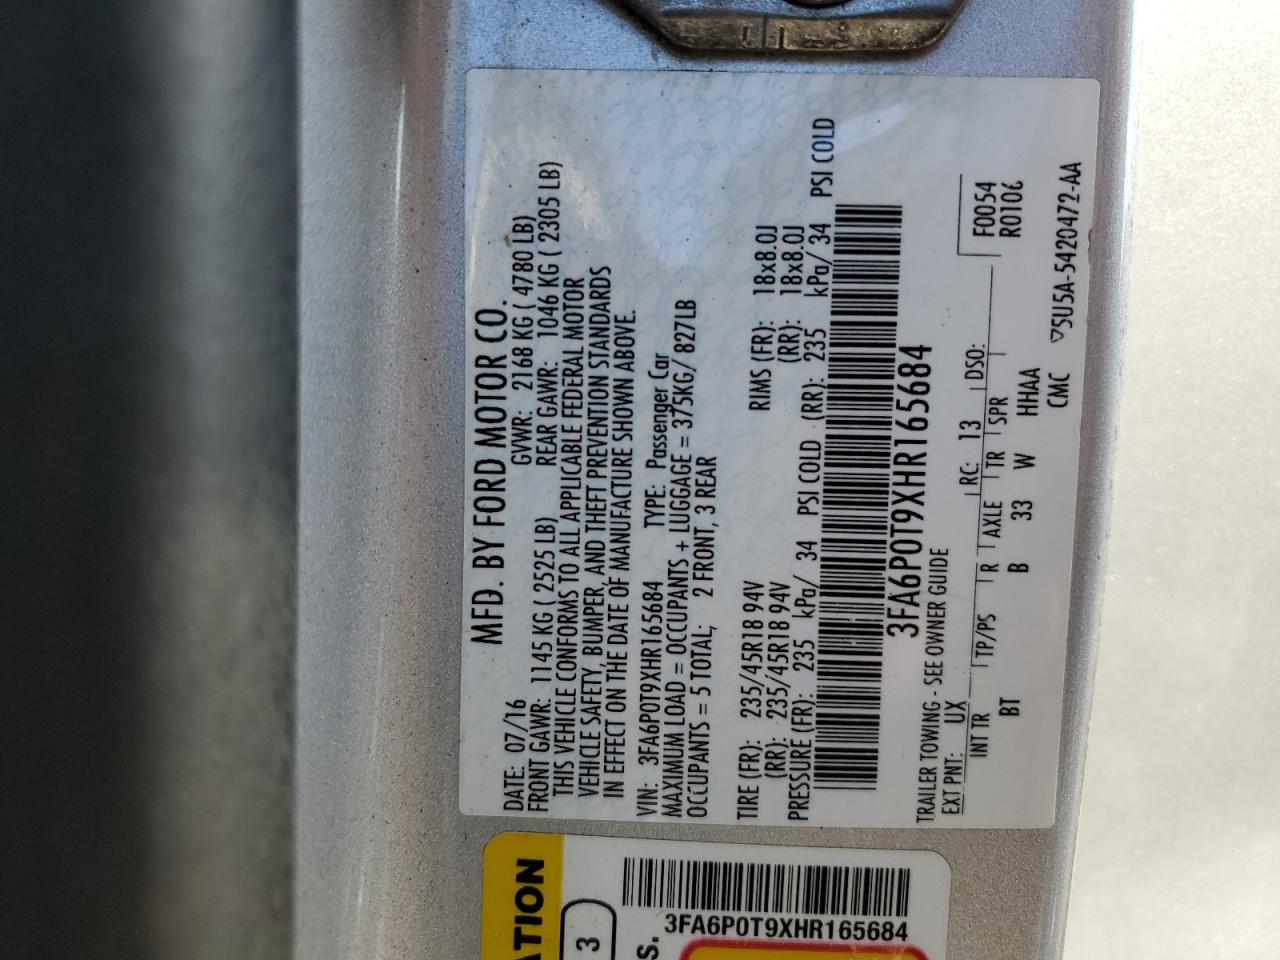 MFD. BY FORD MOTOR CO.
DATE: 07/16 GVWR: 2168 KG ( 4780 LB)
FRONT GAWR: 1145 KG ( 2525 LB) REAR GAWR: 1046 KG ( 2305 LB)
THIS VEHICLE CONFORMS TO ALL APPLICABLE FEDERAL MOTOR
VEHICLE SAFETY, BUMPER, AND THEFT PREVENTION STANDARDS
IN EFFECT ON THE DATE OF MANUFACTURE SHOWN ABOVE.
VIN: 3FA6P0T9XHR165684 TYPE: Passenger Car
MAXIMUM LOAD = OCCUPANTS + LUGGAGE = 375KG/ 827LB
OCCUPANTS = 5 TOTAL; 2 FRONT, 3 REAR
TIRE (FR): 235/45R18 94V RIMS (FR): 18x8.0J
(RR): 235/45R18 94V (RR): 18x8.0J
PRESSURE (FR): 235 kPa/ 34 PSI COLD (RR): 235 kPa/ 34 PSI COLD
3FA6P0T9XHR165684
TRAILER TOWING - SEE OWNER GUIDE
EXT PNT: UX RC: 13 DSO: F0054
INT TR TP/PS R AXLE TR SPR R0106
BT B 33 W HHAA
CMC 5U5A-5420472-AA
ATION
3
S.
3FA6P0T9XHR165684